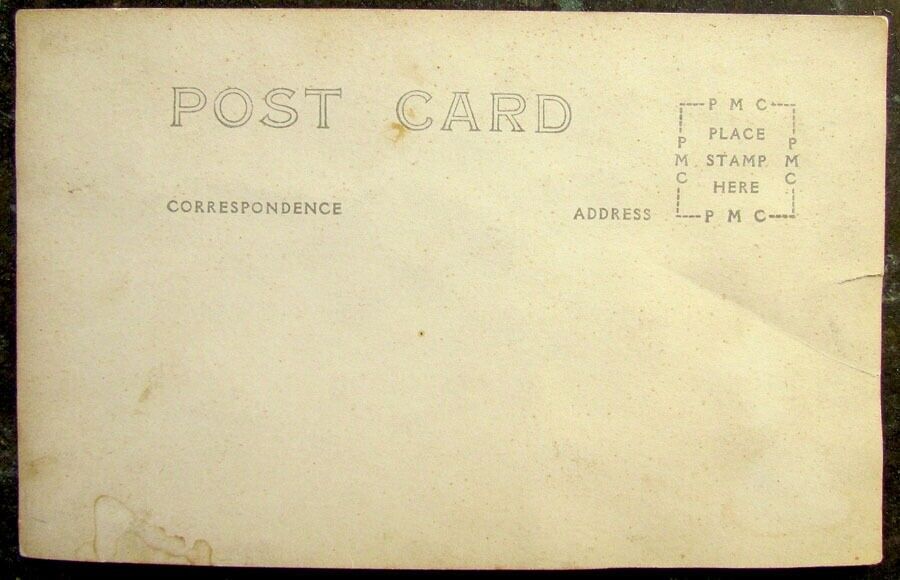 POST CARD
P M C
PLACE
STAMP
HERE
P M C
P M C
P M C
CORRESPONDENCE
ADDRESS